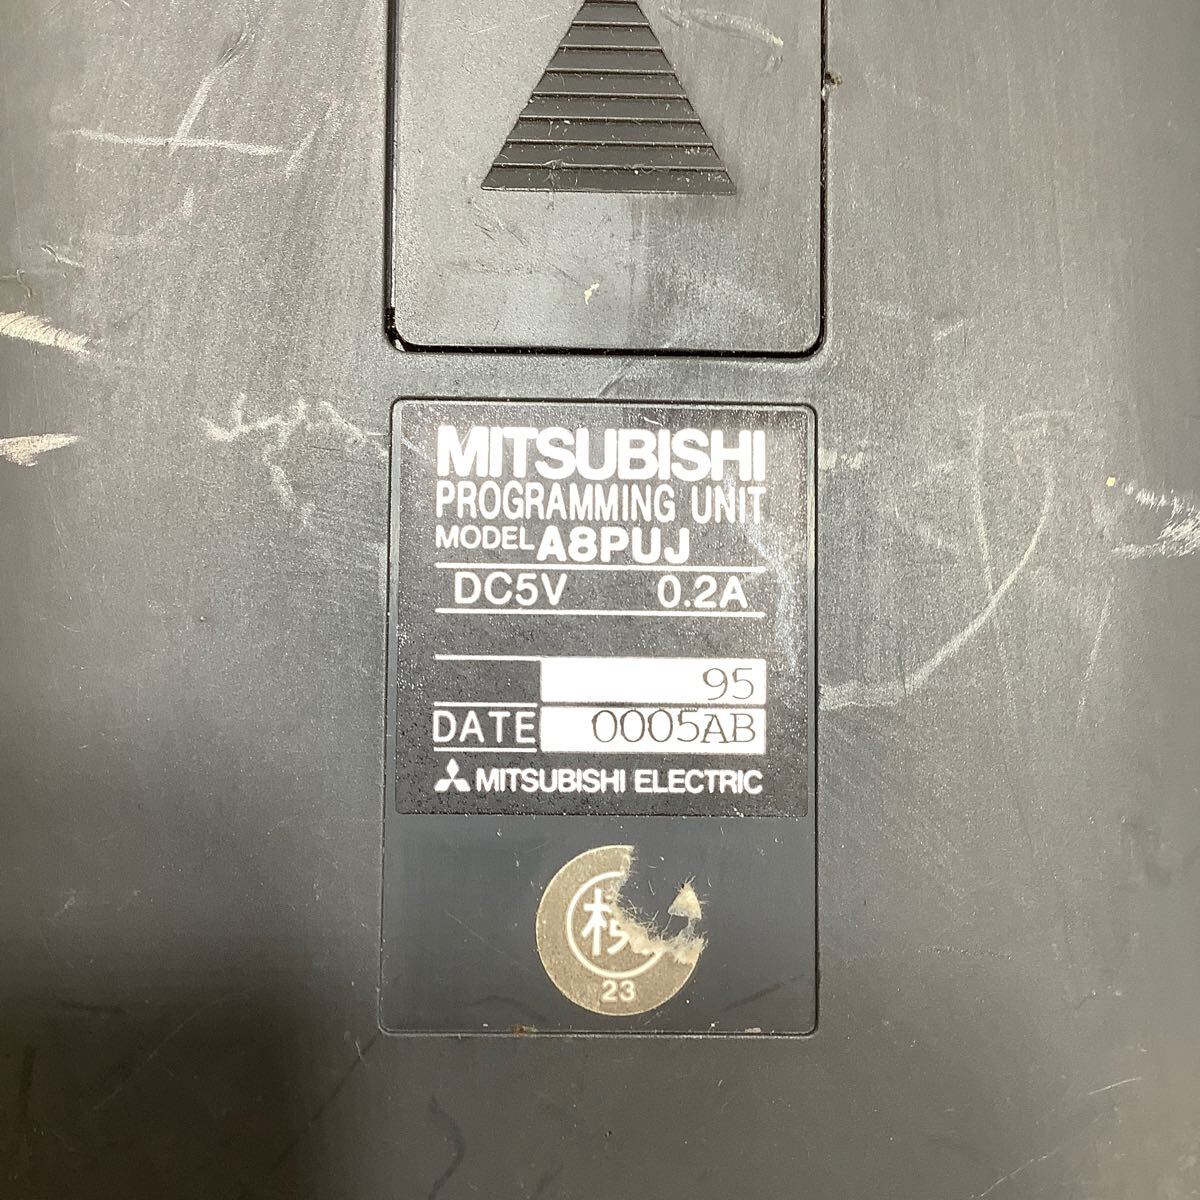 MITSUBISHI
PROGRAMMING UNIT
MODEL A8PUJ
DC5V 0.2A
95
DATE 0005AB
MITSUBISHI ELECTRIC
23